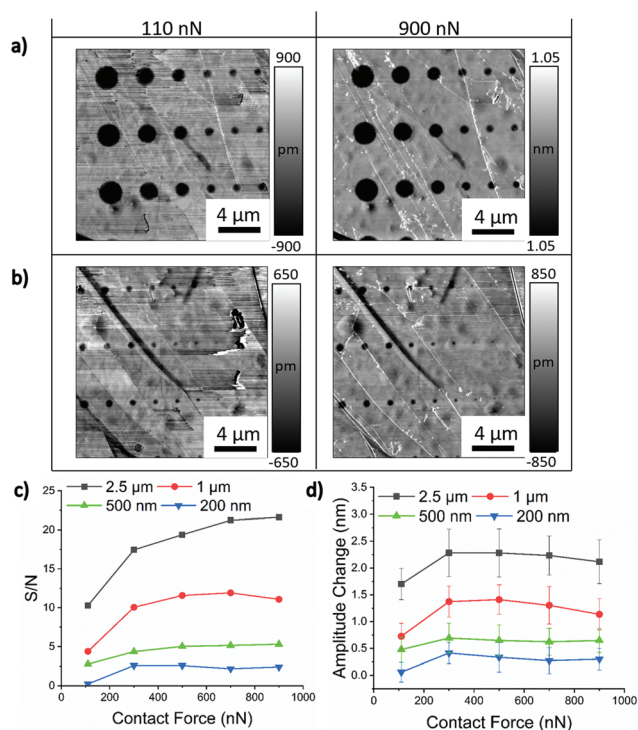 110 nN
900 nN
a)
900
pm
-900
4 µm
1.05
nm
1.05
4 µm
b)
650
pm
-650
4 µm
850
pm
-850
4 µm
c)
2.5 µm
1 µm
500 nm
200 nm
25
20
15
10
5
0
S/N
0
200
400
600
800
1000
Contact Force (nN)
d)
2.5 µm
1 µm
500 nm
200 nm
3.5
3.0
2.5
2.0
1.5
1.0
0.5
0.0
Amplitude Change (nm)
0
200
400
600
800
1000
Contact Force (nN)